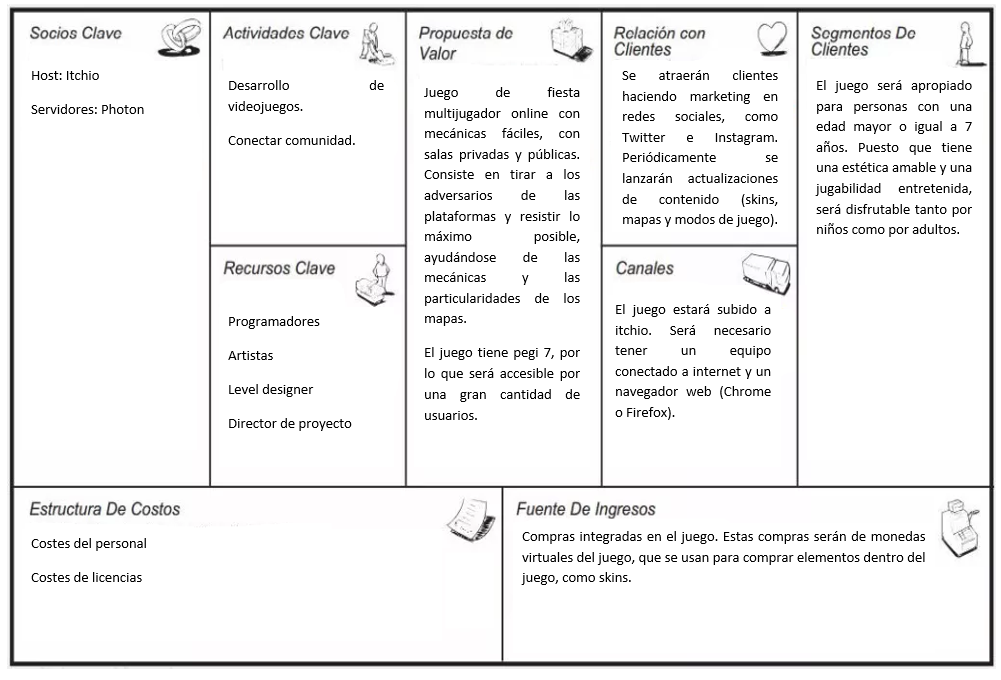 Socios Clave
Host: Itchio
Servidores: Photon
Actividades Clave
Desarrollo de
videojuegos.
Conectar comunidad.
Recursos Clave
Programadores
Artistas
Level designer
Director de proyecto
Propuesta de
Valor
Juego de fiesta
multijugador online con
mecánicas fáciles, con
salas privadas y públicas.
Consiste en tirar a los
adversarios de las
plataformas y resistir lo
máximo posible,
ayudándose de las
mecánicas y las
particularidades de los
mapas.
El juego tiene pegi 7, por
lo que será accesible por
una gran cantidad de
usuarios.
Relación con
Clientes
Se atraerán clientes
haciendo marketing en
redes sociales, como
Twitter e Instagram.
Periódicamente se
lanzarán actualizaciones
de contenido (skins,
mapas y modos de juego).
Canales
El juego estará subido a
itchio. Será necesario
tener un equipo
conectado a internet y un
navegador web (Chrome
o Firefox).
Segmentos De
Clientes
El juego será apropiado
para personas con una
edad mayor o igual a 7
años. Puesto que tiene
una estética amable y una
jugabilidad entretenida,
será disfrutable tanto por
niños como por adultos.
Estructura De Costos
Costes del personal
Costes de licencias
Fuente De Ingresos
Compras integradas en el juego. Estas compras serán de monedas
virtuales del juego, que se usan para comprar elementos dentro del
juego, como skins.